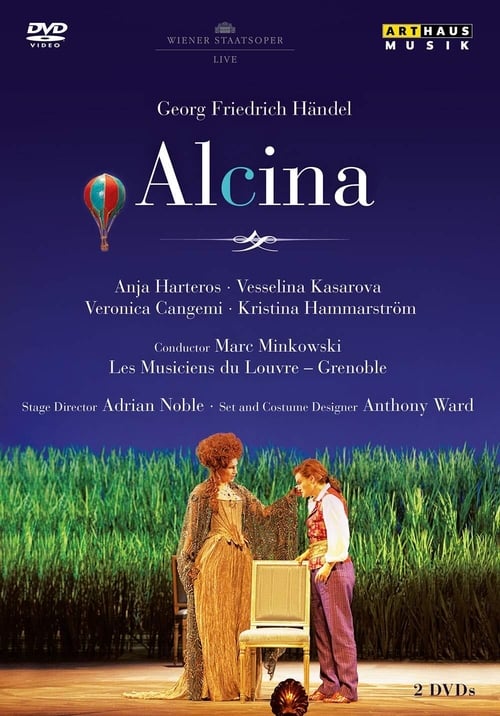 DVD
VIDEO
WIENER STAATSOPER
LIVE
ARTHAUS
MUSIK
Georg Friedrich Händel
Alcina
Anja Harteros · Vesselina Kasarova
Veronica Cangemi · Kristina Hammarström
Conductor Marc Minkowski
Les Musiciens du Louvre – Grenoble
Stage Director Adrian Noble · Set and Costume Designer Anthony Ward
2 DVDs